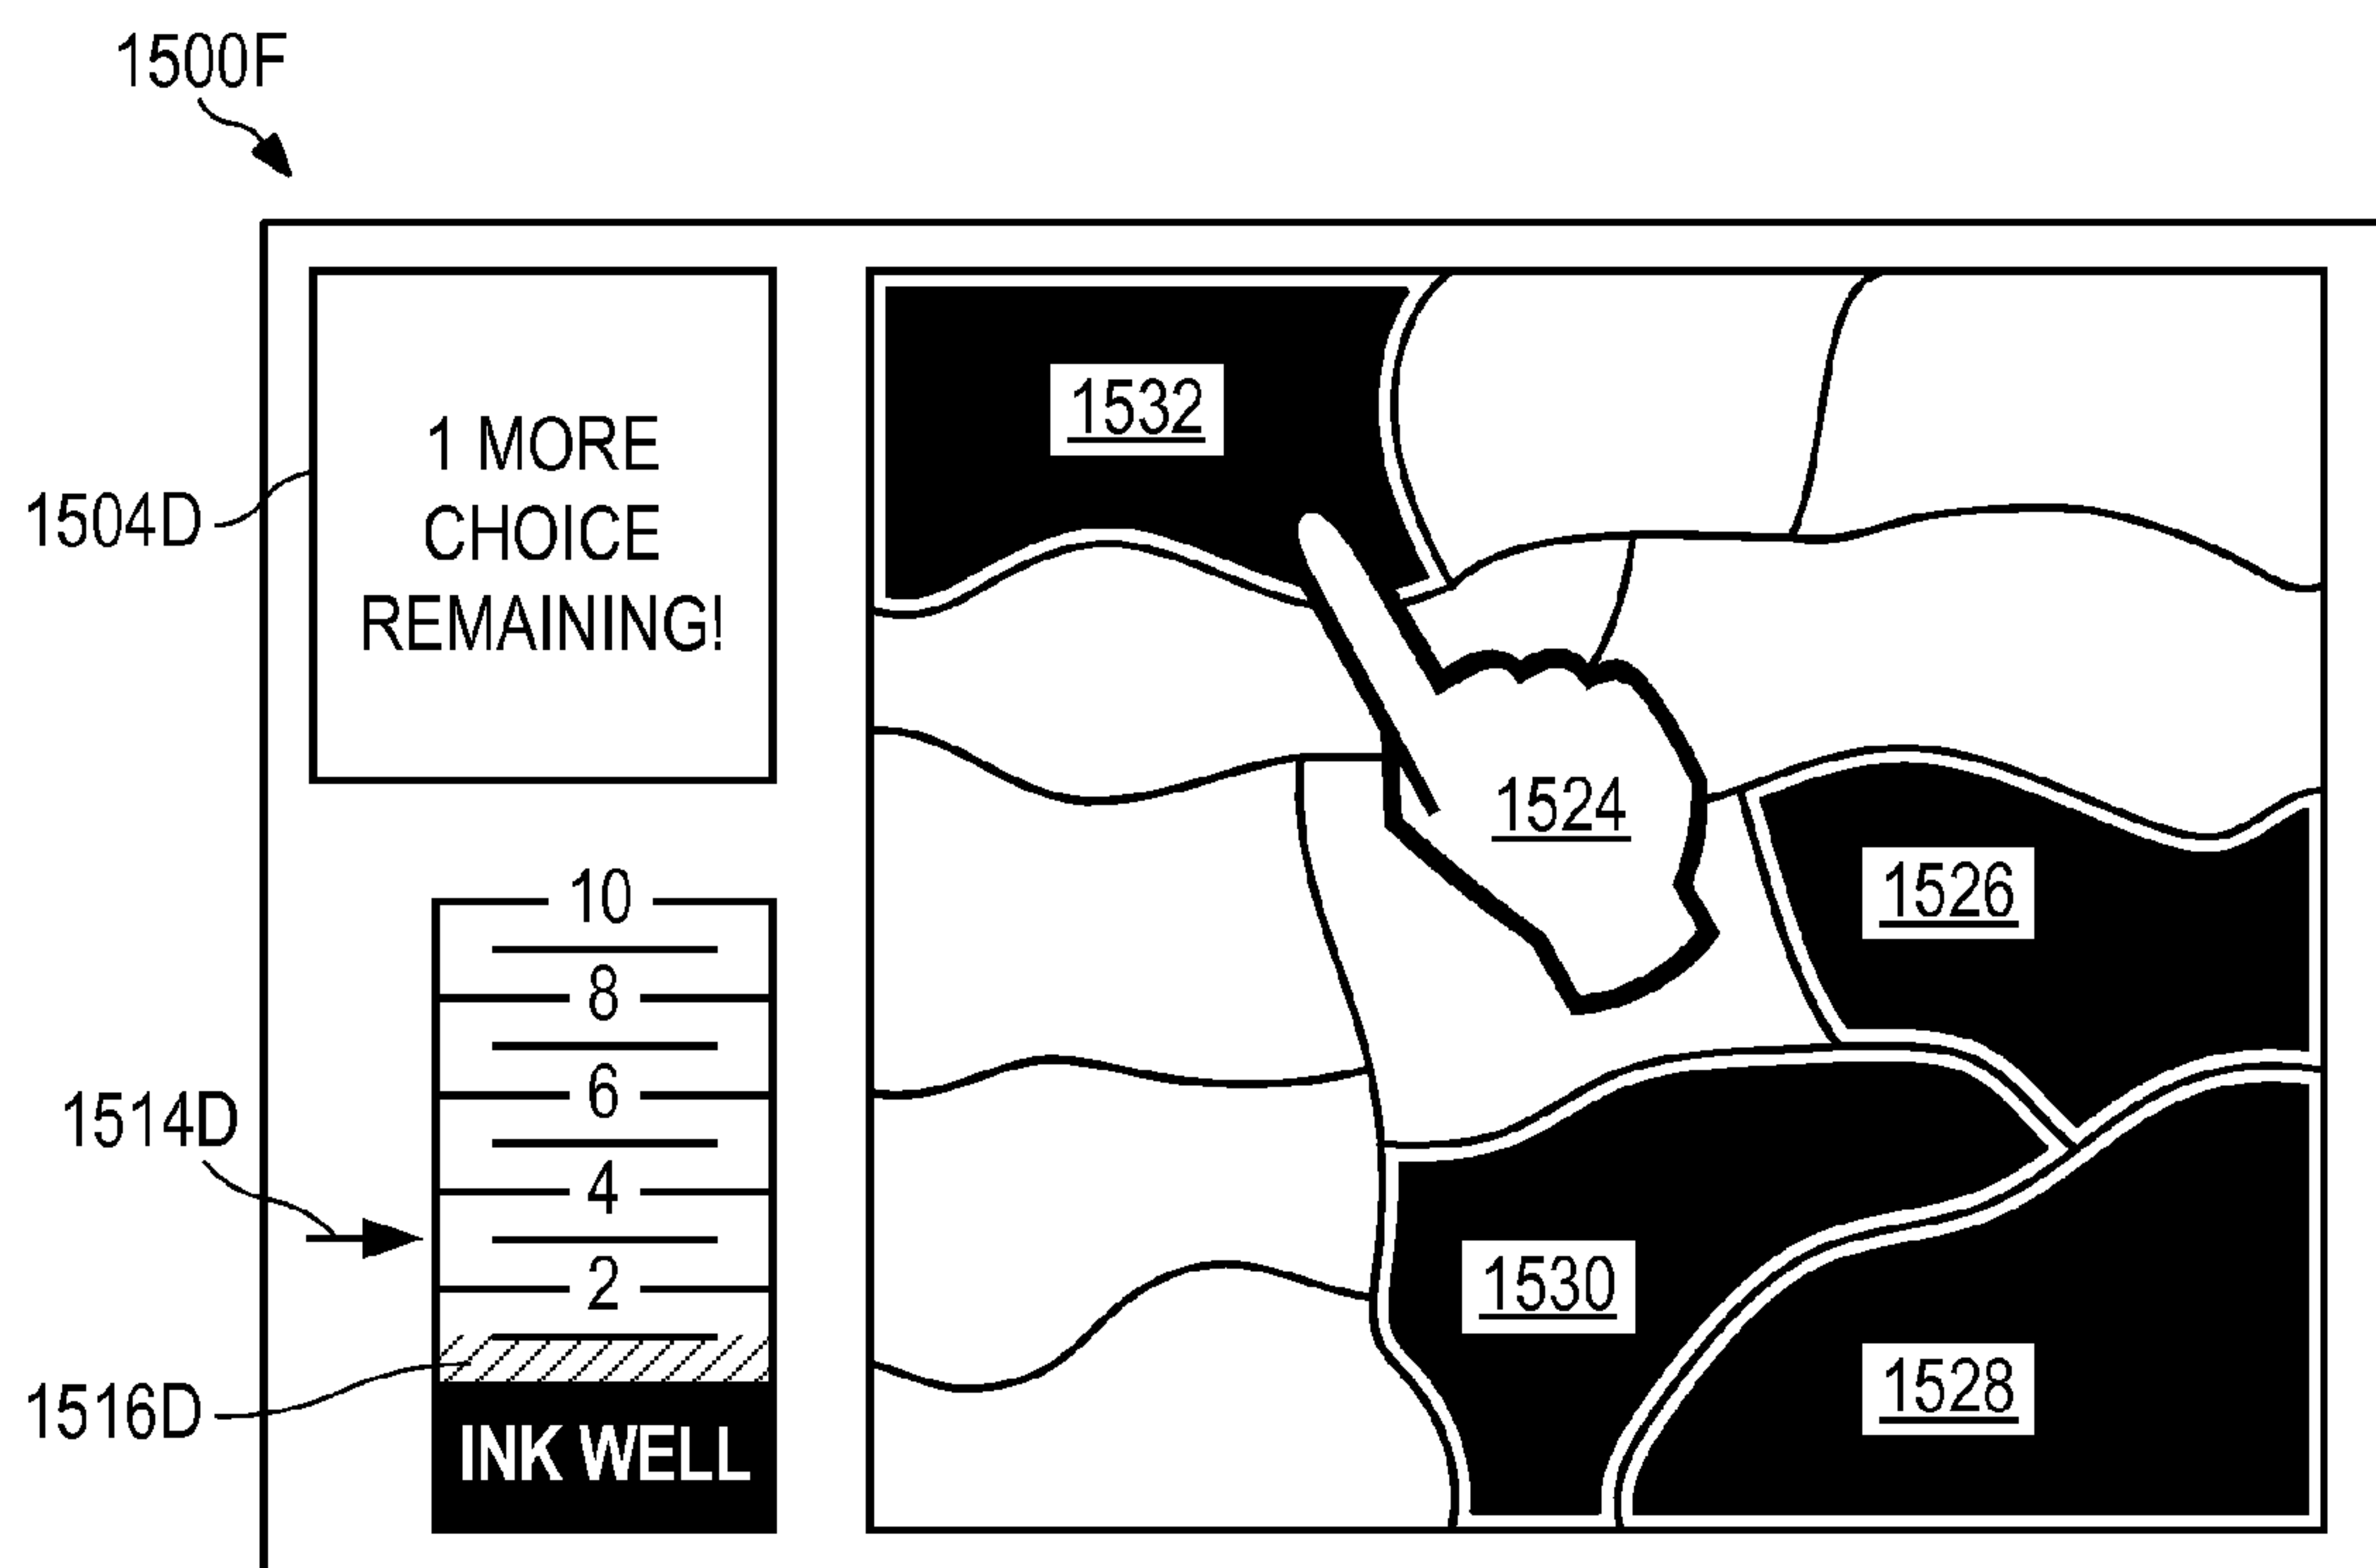 1500F
1504D
1 MORE
CHOICE
REMAINING!
1514D
10
8
6
4
2
1516D
INK WELL
1532
1524
1526
1530
1528